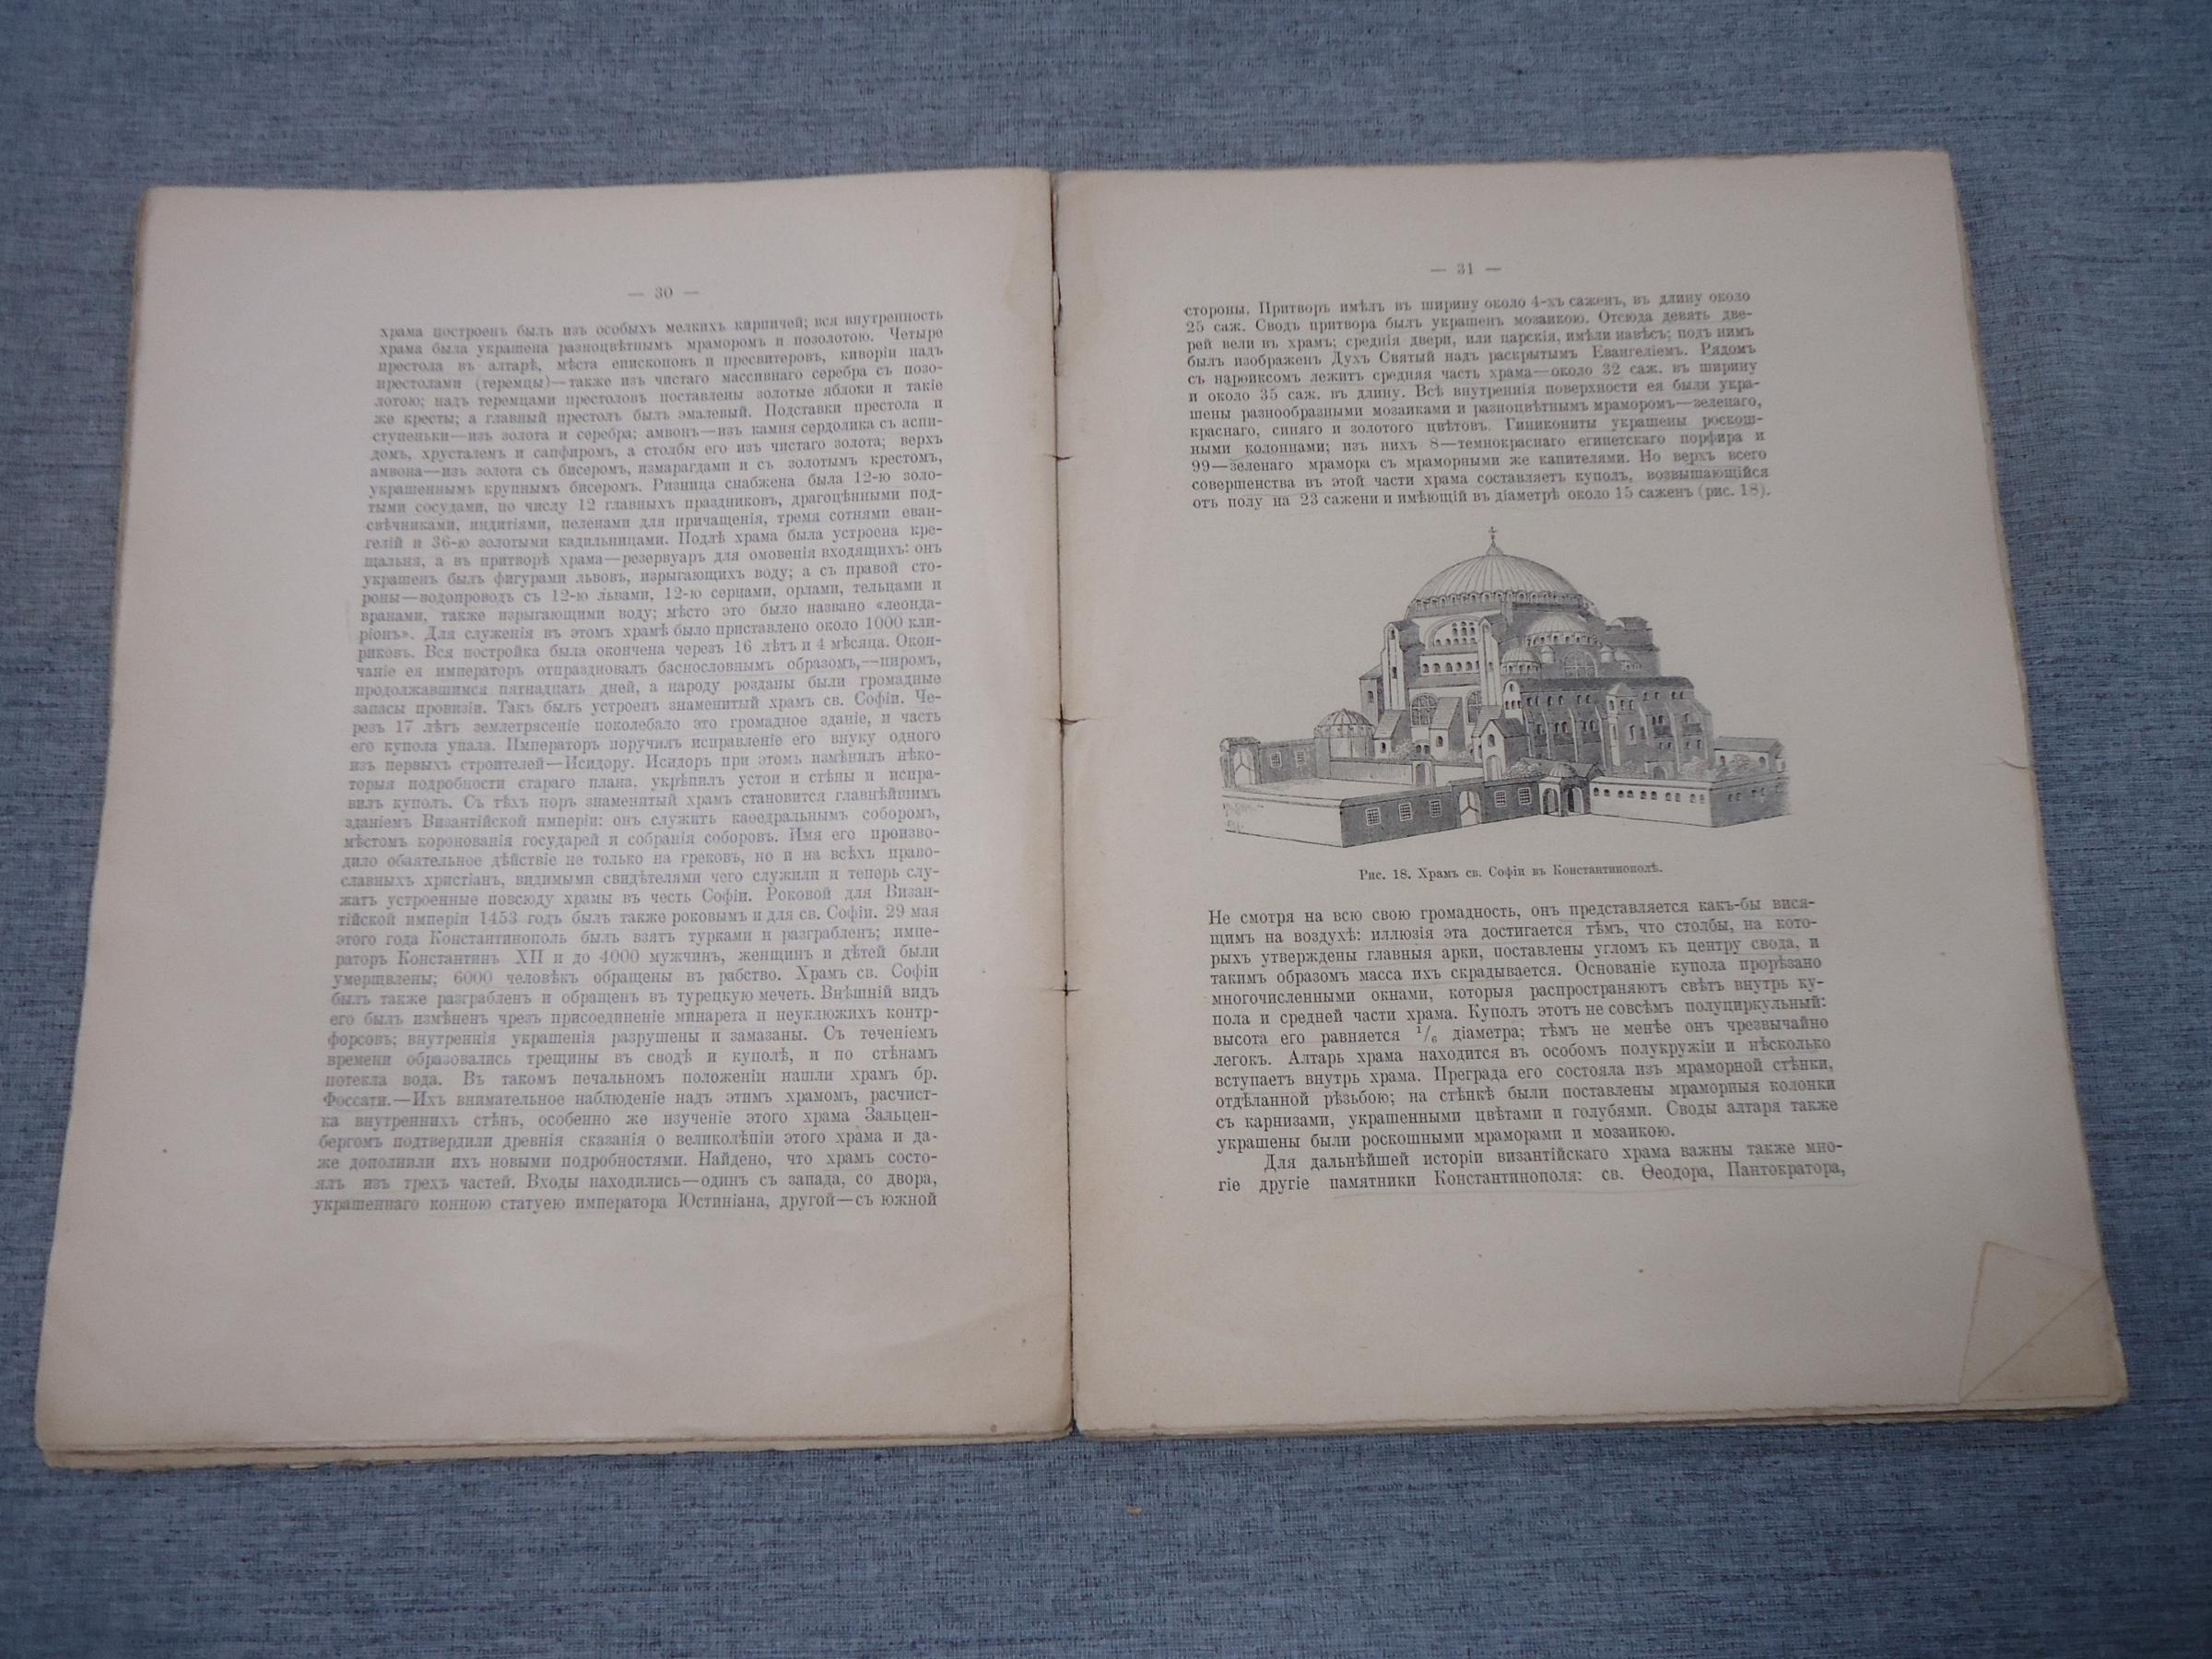 — 30 —
храма построенъ былъ изъ особыхъ мелкихъ кирпичей; вся внутренность
храма была украшена разноцвѣтнымъ мраморомъ и позолотою. Четыре
престола въ алтарѣ, мѣста епископовъ и пресвитеровъ, киворіи надъ
престолами (теремцы)—также изъ чистаго массивнаго серебра съ позо-
лотою; надъ теремцами престоловъ поставлены золотые яблоки и такіе
же кресты; а главный престолъ былъ эмалевый. Подставки престола и
ступеньки—изъ золота и серебра; амвонъ—изъ камня сердолика съ аспи-
домъ, хрусталемъ и сапфиромъ, а столбы его изъ чистаго золота; верхъ
амвона—изъ золота съ бисеромъ, измарагдами и съ золотымъ крестомъ,
украшеннымъ крупнымъ бисеромъ. Ризница снабжена была 12-ю золо-
тыми сосудами, по числу 12 главныхъ праздниковъ, драгоцѣнными под-
свѣчниками, индитіями, пеленами для причащенія, тремя сотнями еван-
гелій и 36-ю золотыми кадильницами. Подлѣ храма была устроена кре-
щальня, а въ притворѣ храма—резервуаръ для омовенія входящихъ: онъ
украшенъ былъ фигурами львовъ, изрыгающихъ воду; а съ правой сто-
роны—водопроводъ съ 12-ю львами, 12-ю сернами, орлами, тельцами и
вранами, также изрыгающими воду; мѣсто это было названо «леонда-
ріонъ». Для служенія въ этомъ храмѣ было приставлено около 1000 кли-
риковъ. Вся постройка была окончена черезъ 16 лѣтъ и 4 мѣсяца. Окон-
чаніе ея императоръ отпраздновалъ баснословнымъ образомъ,—пиромъ,
продолжавшимся пятнадцать дней, а народу розданы были громадные
запасы провизіи. Такъ былъ устроенъ знаменитый храмъ св. Софіи. Че-
резъ 17 лѣтъ землетрясеніе поколебало это громадное зданіе, и часть
его купола упала. Императоръ поручилъ исправленіе его внуку одного
изъ первыхъ строителей—Исидору. Исидоръ при этомъ измѣнилъ нѣко-
торыя подробности стараго плана, укрѣпилъ устои и стѣны и испра-
вилъ куполъ. Съ тѣхъ поръ знаменитый храмъ становится главнѣйшимъ
зданіемъ Византійской имперіи: онъ служитъ каѳедральнымъ соборомъ,
мѣстомъ коронованія государей и собранія соборовъ. Имя его произво-
дило обаятельное дѣйствіе не только на грековъ, но и на всѣхъ право-
славныхъ христіанъ, видимыми свидѣтелями чего служили и теперь слу-
жатъ устроенные повсюду храмы въ честь Софіи. Роковой для Визан-
тійской имперіи 1453 годъ былъ также роковымъ и для св. Софіи. 29 мая
этого года Константинополь былъ взятъ турками и разграбленъ; импе-
раторъ Константинъ XII и до 4000 мужчинъ, женщинъ и дѣтей были
умерщвлены; 6000 человѣкъ обращены въ рабство. Храмъ св. Софіи
былъ также разграбленъ и обращенъ въ турецкую мечеть. Внѣшній видъ
его былъ измѣненъ чрезъ присоединеніе минарета и неуклюжихъ контр-
форсовъ; внутреннія украшенія разрушены и замазаны. Съ теченіемъ
времени образовались трещины въ сводѣ и куполѣ, и по стѣнамъ
потекла вода. Въ такомъ печальномъ положеніи нашли храмъ бр.
Фоссати.—Ихъ внимательное наблюденіе надъ этимъ храмомъ, расчист-
ка внутреннихъ стѣнъ, особенно же изученіе этого храма Зальцен-
бергомъ подтвердили древнія сказанія о великолѣпіи этого храма и да-
же дополнили ихъ новыми подробностями. Найдено, что храмъ состо-
ялъ изъ трехъ частей. Входы находились—одинъ съ запада, со двора,
украшеннаго конною статуею императора Юстиніана, другой—съ южной
— 31 —
стороны. Притворъ имѣлъ въ ширину около 4-хъ саженъ, въ длину около
25 саж. Сводъ притвора былъ украшенъ мозаикою. Отсюда девять две-
рей вели въ храмъ; среднія двери, или царскія, имѣли навѣсъ; подъ нимъ
былъ изображенъ Духъ Святый надъ раскрытымъ Евангеліемъ. Рядомъ
съ нароиксомъ лежитъ средняя часть храма—около 32 саж. въ ширину
и около 35 саж. въ длину. Всѣ внутреннія поверхности ея были укра-
шены разнообразными мозаиками и разноцвѣтнымъ мраморомъ—зеленаго,
краснаго, синяго и золотого цвѣтовъ. Гиникониты украшены роскош-
ными колоннами; изъ нихъ 8—темнокраснаго египетскаго порфира и
99—зеленаго мрамора съ мраморными же капителями. Но верхъ всего
совершенства въ этой части храма составляетъ куполъ, возвышающійся
отъ полу на 23 сажени и имѣющій въ діаметрѣ около 15 саженъ (рис. 18).
Рис. 18. Храмъ св. Софіи въ Константинополѣ.
Не смотря на всю свою громадность, онъ представляется какъ-бы вися-
щимъ на воздухѣ: иллюзія эта достигается тѣмъ, что столбы, на кото-
рыхъ утверждены главныя арки, поставлены угломъ къ центру свода, и
такимъ образомъ масса ихъ скрадывается. Основаніе купола прорѣзано
многочисленными окнами, которыя распространяютъ свѣтъ внутрь ку-
пола и средней части храма. Куполъ этотъ не совсѣмъ полуциркульный:
высота его равняется 1/6 діаметра; тѣмъ не менѣе онъ чрезвычайно
легокъ. Алтарь храма находится въ особомъ полукружіи и нѣсколько
вступаетъ внутрь храма. Преграда его состояла изъ мраморной стѣнки,
отдѣланной рѣзьбою; на стѣнкѣ были поставлены мраморныя колонки
съ карнизами, украшенными цвѣтами и голубями. Своды алтаря также
украшены были роскошными мраморами и мозаикою.
Для дальнѣйшей исторіи византійскаго храма важны также мно-
гіе другіе памятники Константинополя: св. Ѳеодора, Пантократора,